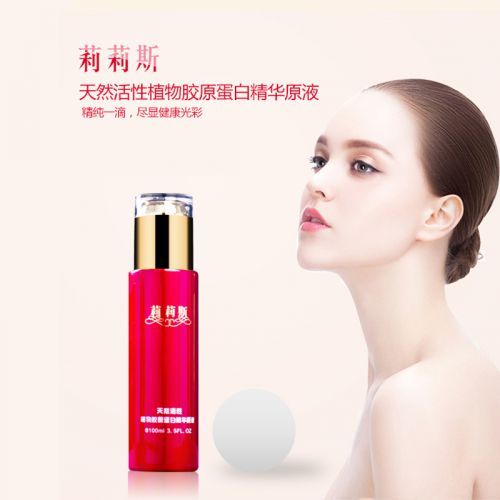 莉莉斯
天然活性植物胶原蛋白精华原液
精纯一滴，尽显健康光彩
莉莉斯
天然活性
植物胶原蛋白精华原液
100ml 3. 9FL. OZ